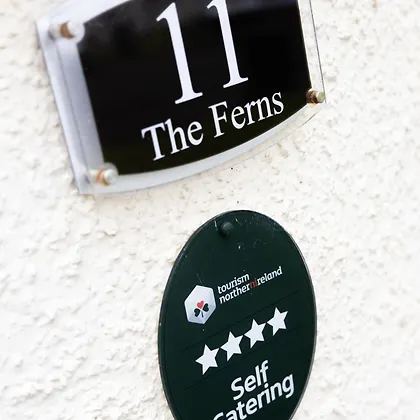 11
The Ferns
tourism
northernireland
Self
Catering